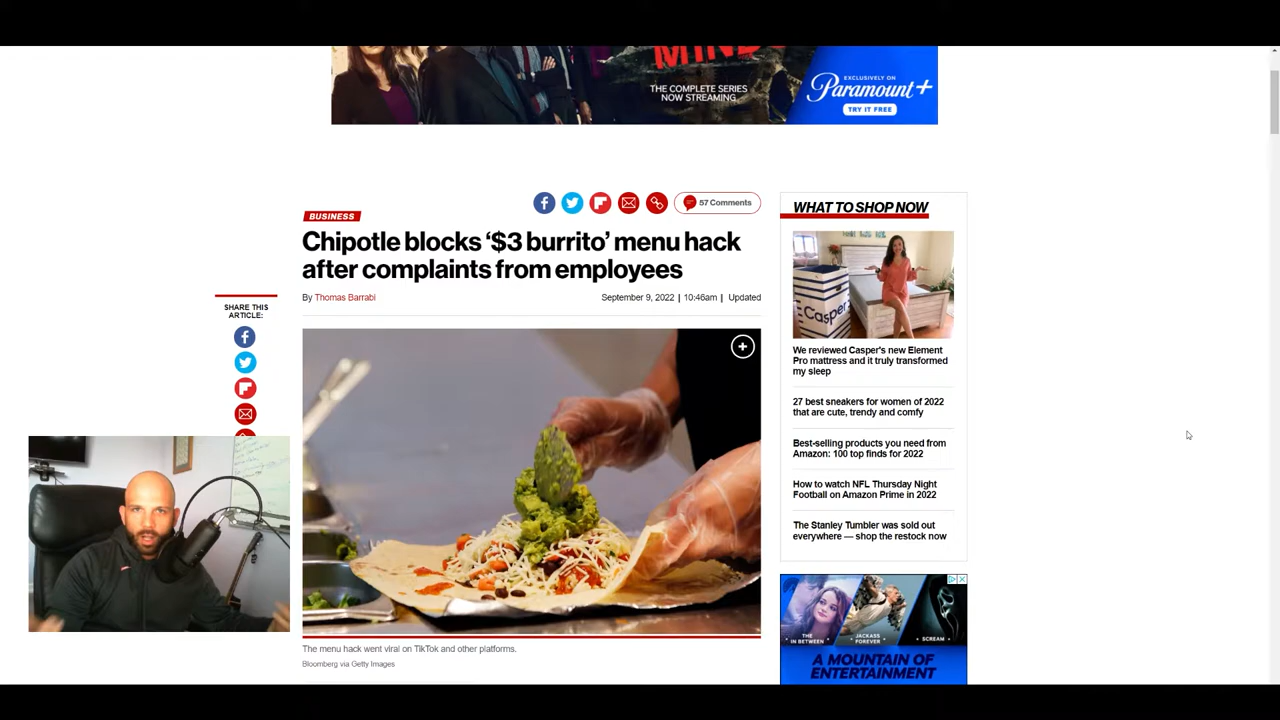 MINDS
THE COMPLETE SERIES
NOW STREAMING
EXCLUSIVELY ON
Paramount+
TRY IT FREE
57 Comments
BUSINESS
Chipotle blocks ‘$3 burrito’ menu hack
after complaints from employees
By Thomas Barrabi
September 9, 2022 | 10:46am | Updated
SHARE THIS
ARTICLE:
The menu hack went viral on TikTok and other platforms.
Bloomberg via Getty Images
WHAT TO SHOP NOW
Casper
We reviewed Casper's new Element
Pro mattress and it truly transformed
my sleep
27 best sneakers for women of 2022
that are cute, trendy and comfy
Best-selling products you need from
Amazon: 100 top finds for 2022
How to watch NFL Thursday Night
Football on Amazon Prime in 2022
The Stanley Tumbler was sold out
everywhere — shop the restock now
THE
IN BETWEEN
JACKASS
FOREVER
SCREAM
A MOUNTAIN OF
ENTERTAINMENT